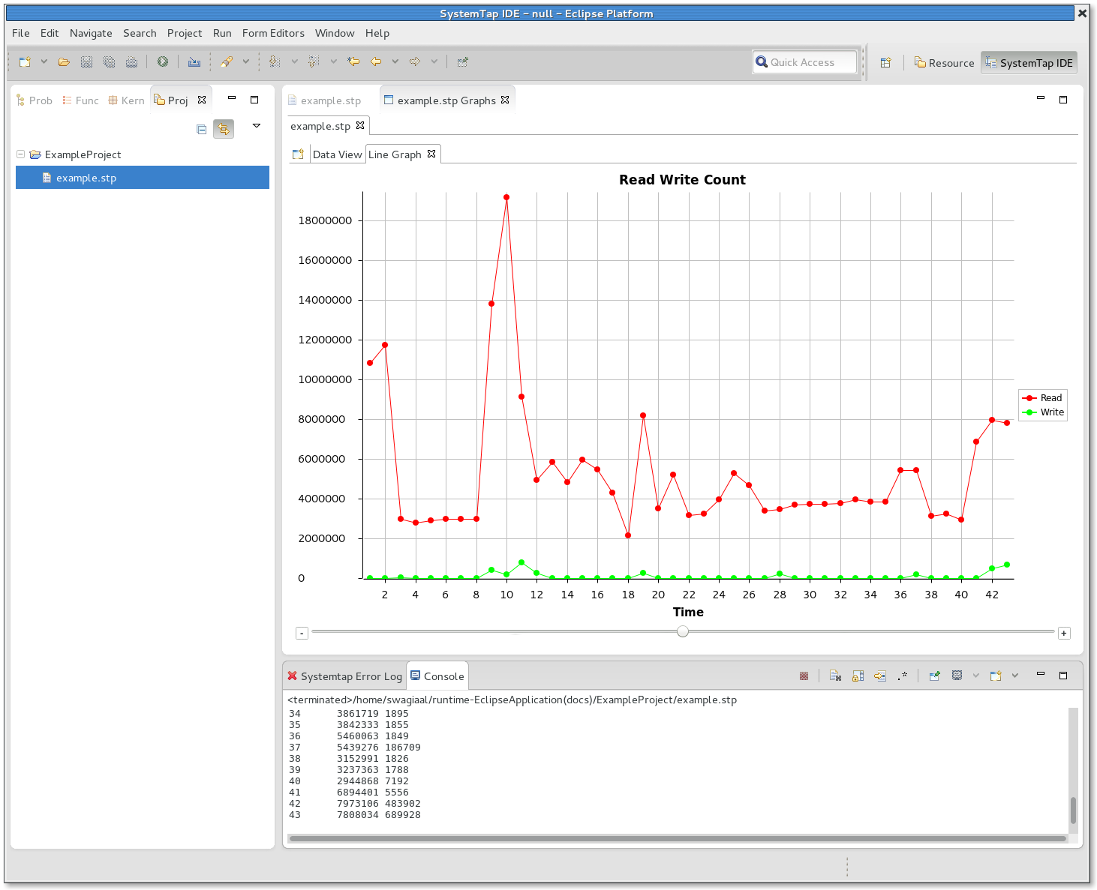 SystemTap IDE - null - Eclipse Platform
File Edit Navigate Search Project Run Form Editors Window Help
Quick Access
Resource
SystemTap IDE
Prob Func Kern Proj
ExampleProject
example.stp
example.stp example.stp Graphs
example.stp
Data View Line Graph
Read Write Count
18000000
16000000
14000000
12000000
10000000
8000000
6000000
4000000
2000000
0
2 4 6 8 10 12 14 16 18 20 22 24 26 28 30 32 34 36 38 40 42
Time
Read
Write
- +
Systemtap Error Log Console
<terminated>/home/swagiaal/runtime-EclipseApplication(docs)/ExampleProject/example.stp
34 3861719 1895
35 3842333 1855
36 5460063 1849
37 5439276 186709
38 3152991 1826
39 3237363 1788
40 2944868 7192
41 6894401 5556
42 7973106 483902
43 7808034 689928